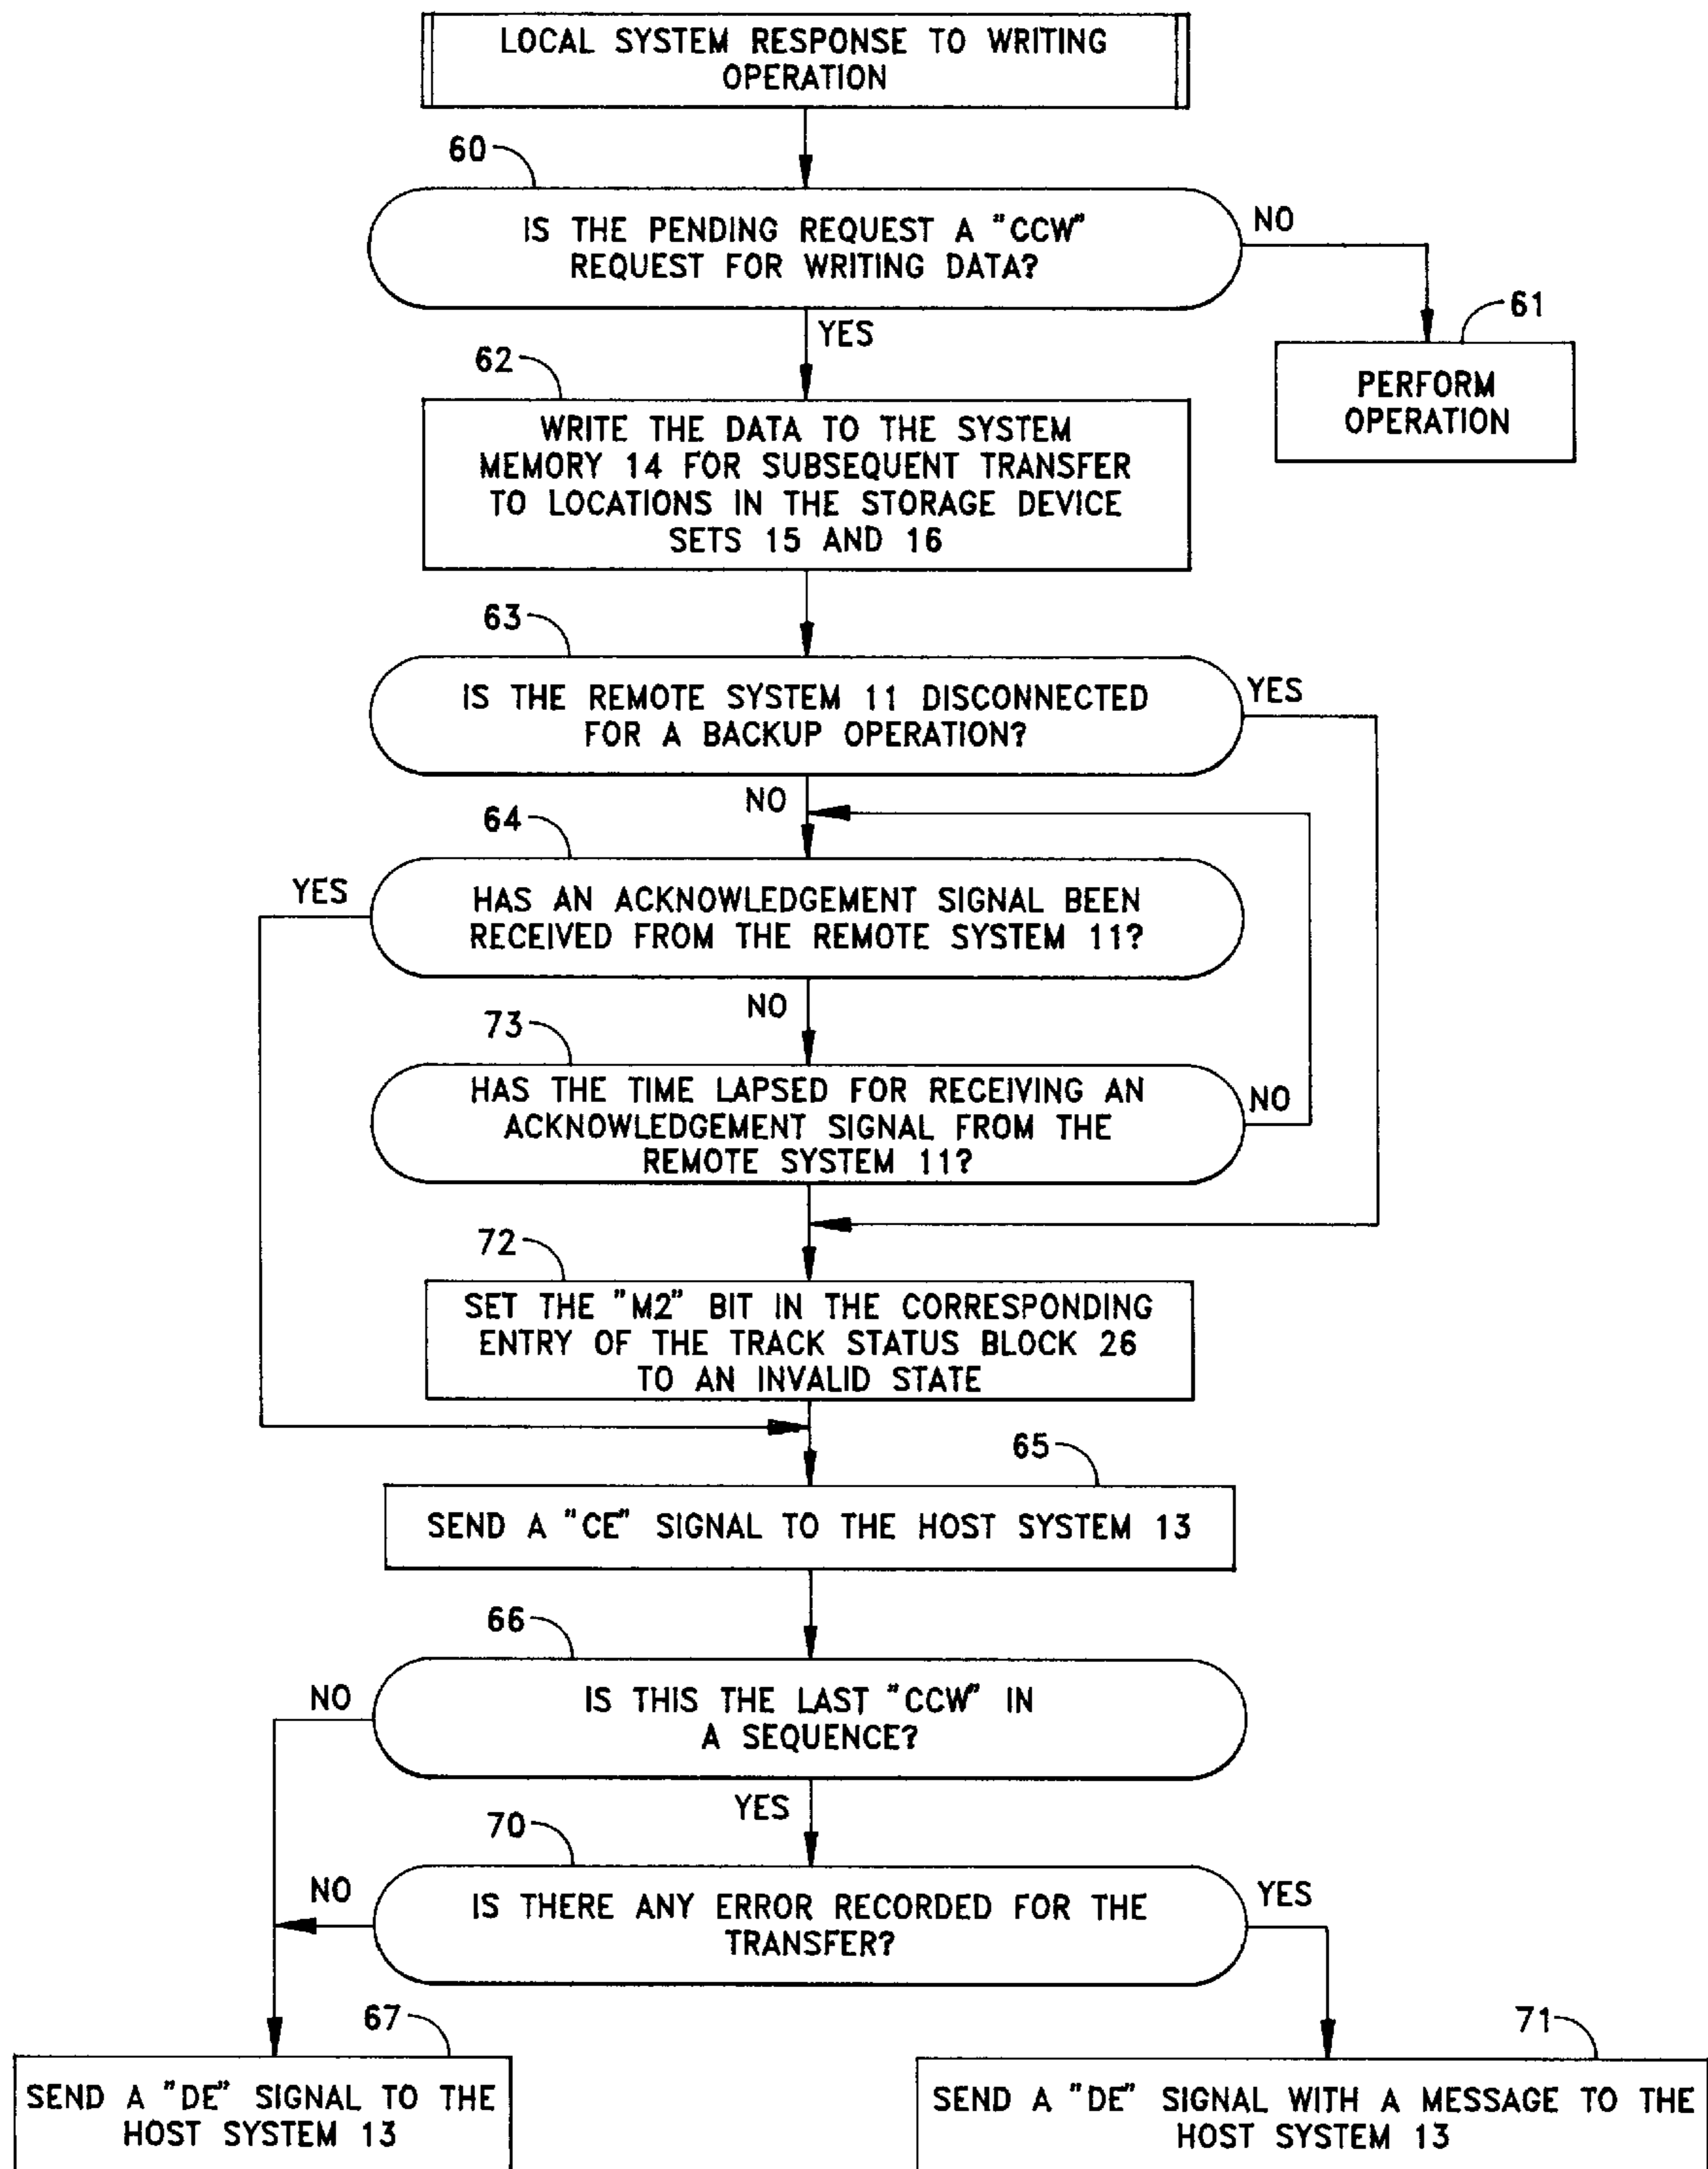 LOCAL SYSTEM RESPONSE TO WRITING
OPERATION
60
IS THE PENDING REQUEST A "CCW"
REQUEST FOR WRITING DATA?
NO
YES
61
PERFORM
OPERATION
62
WRITE THE DATA TO THE SYSTEM
MEMORY 14 FOR SUBSEQUENT TRANSFER
TO LOCATIONS IN THE STORAGE DEVICE
SETS 15 AND 16
63
IS THE REMOTE SYSTEM 11 DISCONNECTED
FOR A BACKUP OPERATION?
YES
NO
64
YES
HAS AN ACKNOWLEDGEMENT SIGNAL BEEN
RECEIVED FROM THE REMOTE SYSTEM 11?
NO
73
HAS THE TIME LAPSED FOR RECEIVING AN
ACKNOWLEDGEMENT SIGNAL FROM THE
REMOTE SYSTEM 11?
NO
72
SET THE "M2" BIT IN THE CORRESPONDING
ENTRY OF THE TRACK STATUS BLOCK 26
TO AN INVALID STATE
65
SEND A "CE" SIGNAL TO THE HOST SYSTEM 13
66
NO
IS THIS THE LAST "CCW" IN
A SEQUENCE?
YES
70
NO
IS THERE ANY ERROR RECORDED FOR THE
TRANSFER?
YES
67
SEND A "DE" SIGNAL TO THE
HOST SYSTEM 13
71
SEND A "DE" SIGNAL WITH A MESSAGE TO THE
HOST SYSTEM 13